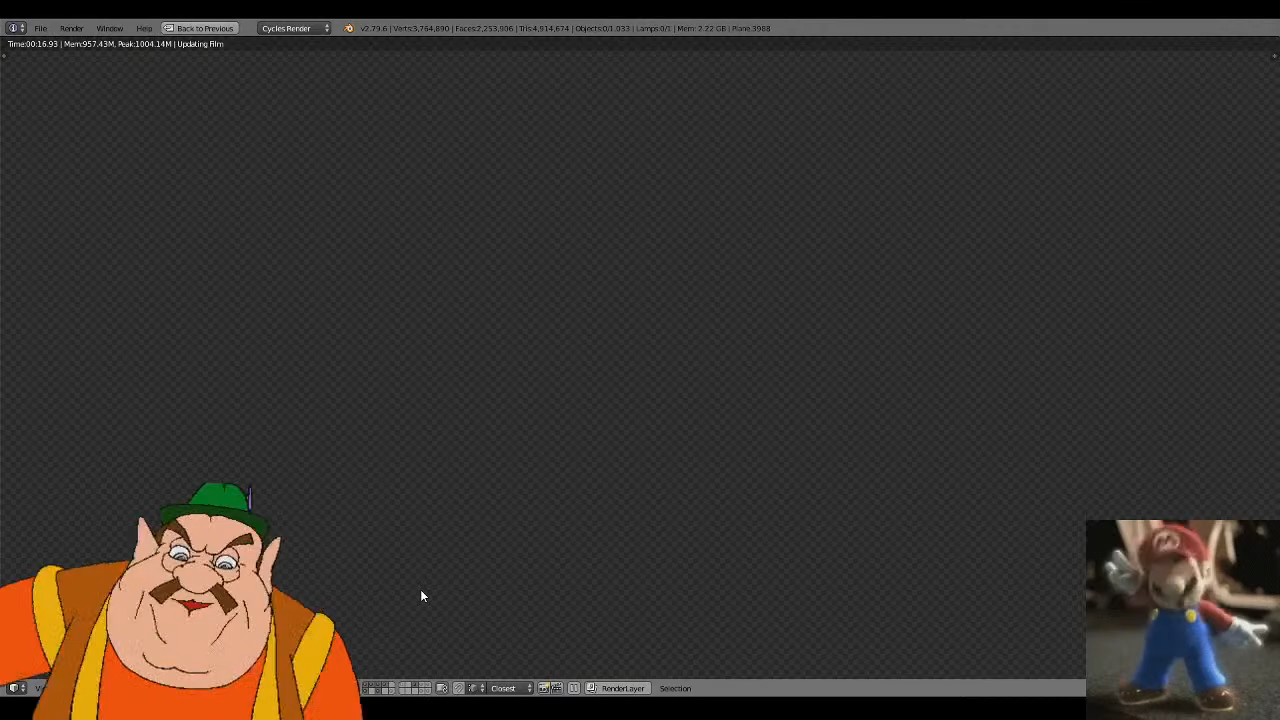 File Render Window Help Back to Previous Cycles Render v2.79.6 | Verts:3,764,890 | Faces:2,253,906 | Tris:4,914,674 | Objects:0/1,033 | Lamps:0/1 | Mem: 2.22 GB | Plane.3988
Time:00:16.93 | Mem:957.43M, Peak:1004.14M | Updating Film
Closest RenderLayer Selection